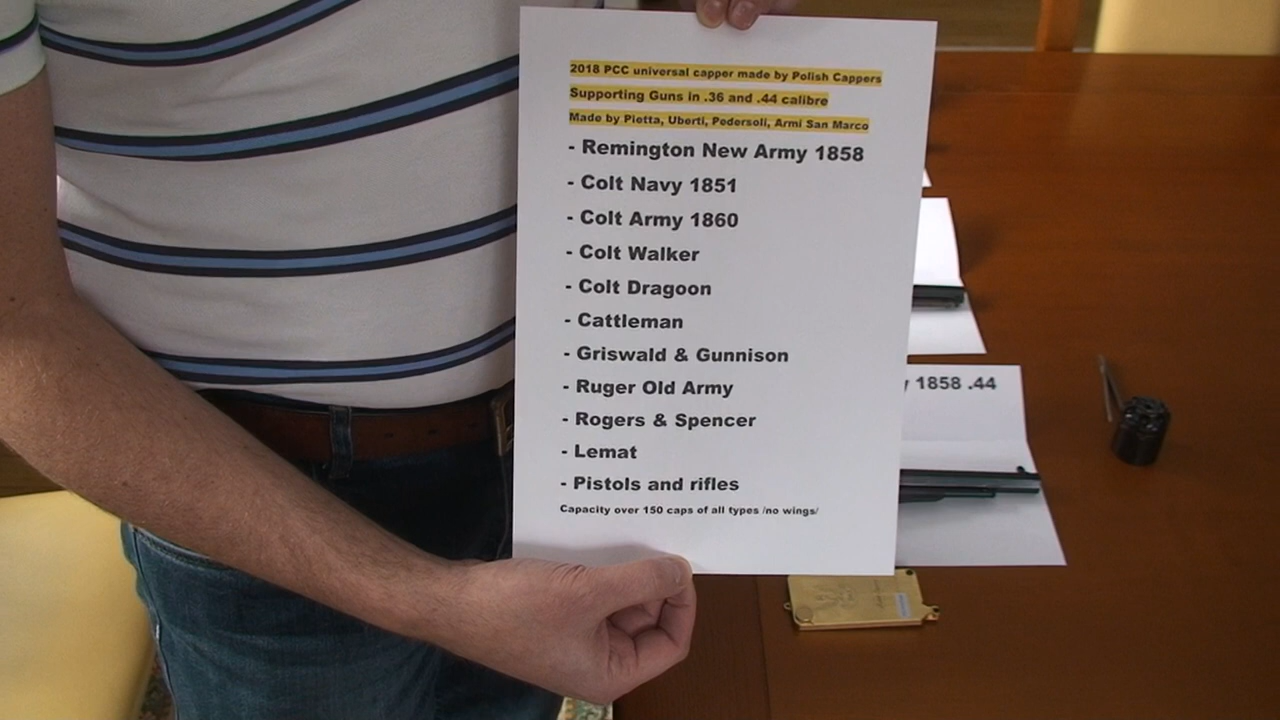 2018 PCC universal capper made by Polish Cappers
Supporting Guns in .36 and .44 calibre
Made by Pietta, Uberti, Pedersoli, Armi San Marco
- Remington New Army 1858
- Colt Navy 1851
- Colt Army 1860
- Colt Walker
- Colt Dragoon
- Cattleman
- Griswald & Gunnison
- Ruger Old Army
- Rogers & Spencer
- Lemat
- Pistols and rifles
Capacity over 150 caps of all types /no wings/
1858 .44